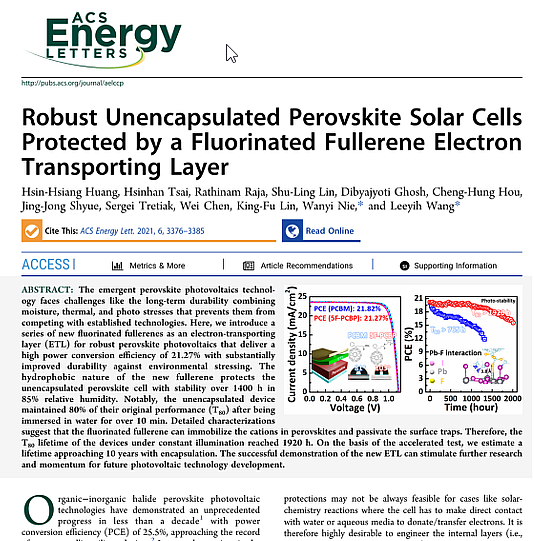 ACS
Energy
LETTERS
http://pubs.acs.org/journal/aelccp
Robust Unencapsulated Perovskite Solar Cells
Protected by a Fluorinated Fullerene Electron
Transporting Layer
Hsin-Hsiang Huang, Hsinhan Tsai, Rathinam Raja, Shu-Ling Lin, Dibyajyoti Ghosh, Cheng-Hung Hou,
Jing-Jong Shyue, Sergei Tretiak, Wei Chen, King-Fu Lin, Wanyi Nie,* and Leeyih Wang*
Cite This: ACS Energy Lett. 2021, 6, 3376–3385
Read Online
ACCESS
Metrics & More
Article Recommendations
Supporting Information
ABSTRACT: The emergent perovskite photovoltaics technol-
ogy faces challenges like the long-term durability combining
moisture, thermal, and photo stresses that prevents them from
competing with established technologies. Here, we introduce a
series of new fluorinated fullerenes as an electron-transporting
layer (ETL) for robust perovskite photovoltaics that deliver a
high power conversion efficiency of 21.27% with substantially
improved durability against environmental stressing. The
hydrophobic nature of the new fullerene protects the
unencapsulated perovskite cell with stability over 1400 h in
85% relative humidity. Notably, the unencapsulated device
maintained 80% of their original performance (T80) after being
immersed in water for over 10 min. Detailed characterizations
suggest that the fluorinated fullerene can immobilize the cations in perovskites and passivate the surface traps. Therefore, the
T80 lifetime of the devices under constant illumination reached 1920 h. On the basis of the accelerated test, we estimate a
lifetime approaching 10 years with encapsulation. The successful demonstration of the new ETL can stimulate further research
and momentum for future photovoltaic technology development.
Current density (mA/cm2)
25
20
15
10
5
0
PCE (PCBM): 21.82%
PCE (5F-PCBP): 21.27%
PCBM 5F-PCBP
0.0 0.2 0.4 0.6 0.8 1.0
Voltage (V)
PCE (%)
21
18
15
12
9
6
3
0
Photo-stability
Pb-F Interaction
I
Pb
F
0 500 1000 1500 2000
Time (hour)
Organic−inorganic halide perovskite photovoltaic
technologies have demonstrated an unprecedented
progress in less than a decade1 with power
conversion efficiency (PCE) of 25.5%, approaching the record
protections may not be always feasible for cases like solar-
chemistry reactions where the cell has to make direct contact
with water or aqueous media to donate/transfer electrons. It is
therefore highly desirable to engineer the internal layers (i.e.,